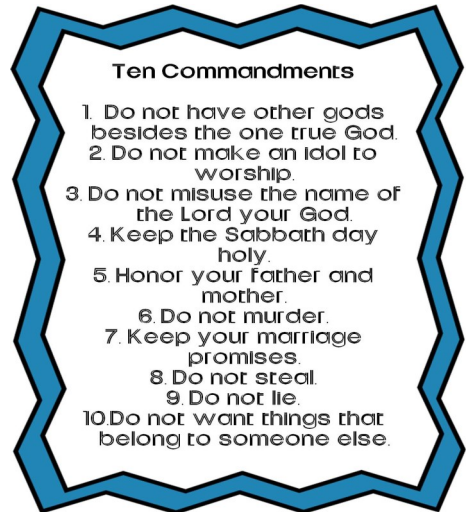 Ten Commandments
1. Do not have other gods
besides the one true God.
2. Do not make an idol to
worship.
3. Do not misuse the name of
the Lord your God.
4. Keep the Sabbath day
holy.
5. Honor your father and
mother.
6. Do not murder.
7. Keep your marriage
promises.
8. Do not steal.
9. Do not lie.
10.Do not want things that
belong to someone else.